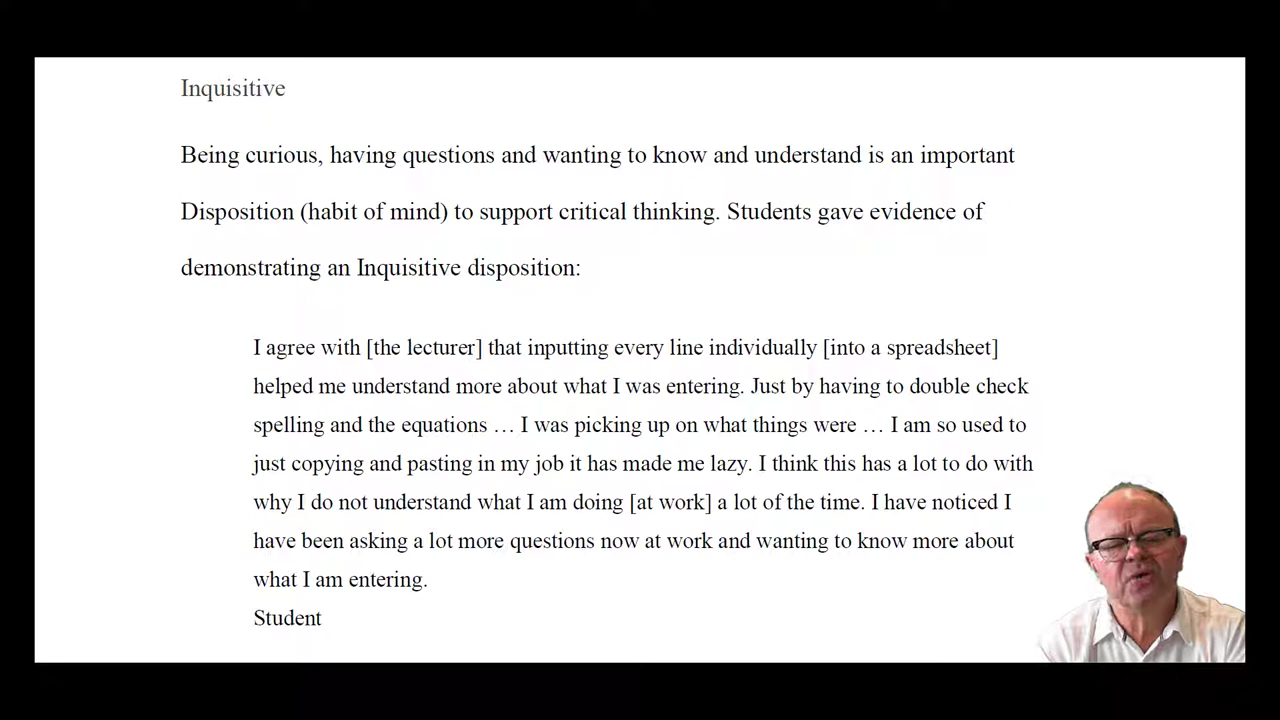 Inquisitive
Being curious, having questions and wanting to know and understand is an important
Disposition (habit of mind) to support critical thinking. Students gave evidence of
demonstrating an Inquisitive disposition:
I agree with [the lecturer] that inputting every line individually [into a spreadsheet]
helped me understand more about what I was entering. Just by having to double check
spelling and the equations … I was picking up on what things were … I am so used to
just copying and pasting in my job it has made me lazy. I think this has a lot to do with
why I do not understand what I am doing [at work] a lot of the time. I have noticed I
have been asking a lot more questions now at work and wanting to know more about
what I am entering.
Student